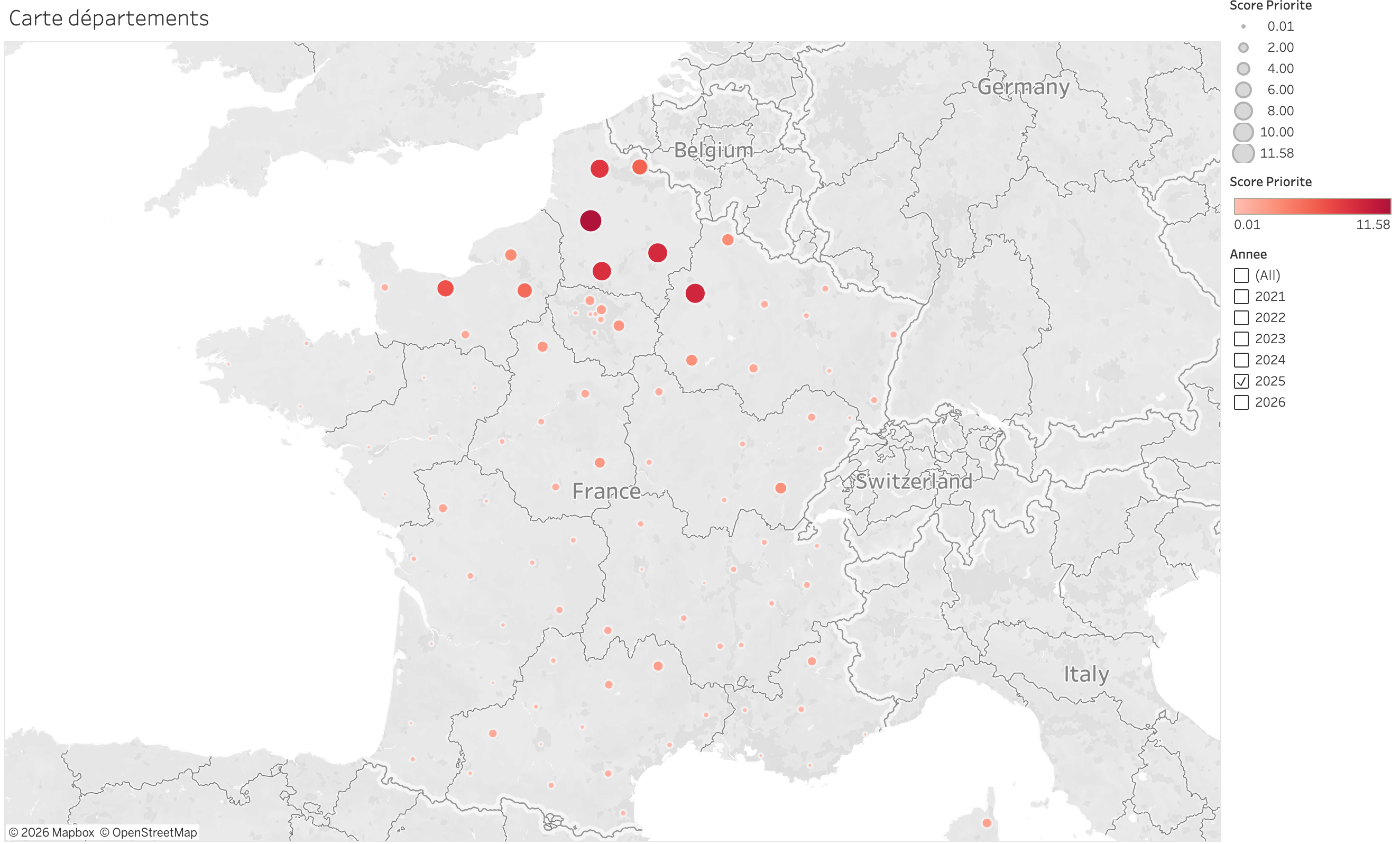 Carte départements
Germany
Belgium
France
Switzerland
Italy
© 2026 Mapbox © OpenStreetMap
Score Priorite
0.01
2.00
4.00
6.00
8.00
10.00
11.58
Score Priorite
0.01 11.58
Annee
(All)
2021
2022
2023
2024
2025
2026